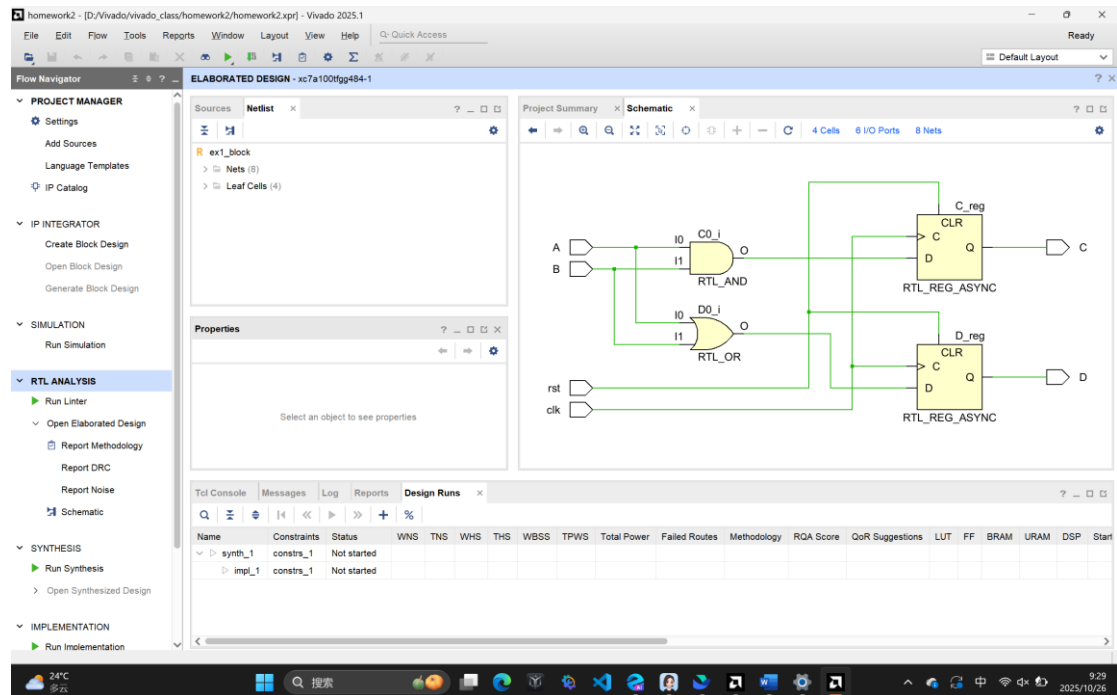 homework2 - [D:/Vivado/vivado_class/homework2/homework2.xpr] - Vivado 2025.1
File Edit Flow Tools Reports Window Layout View Help Q- Quick Access
Ready
Default Layout
Flow Navigator
ELABORATED DESIGN - xc7a100tfgg484-1
PROJECT MANAGER
Settings
Add Sources
Language Templates
IP Catalog
IP INTEGRATOR
Create Block Design
Open Block Design
Generate Block Design
SIMULATION
Run Simulation
RTL ANALYSIS
Run Linter
Open Elaborated Design
Report Methodology
Report DRC
Report Noise
Schematic
SYNTHESIS
Run Synthesis
Open Synthesized Design
IMPLEMENTATION
Run Implementation
Sources Netlist
R ex1_block
Nets (8)
Leaf Cells (4)
Properties
Select an object to see properties
Project Summary Schematic
4 Cells 6 I/O Ports 8 Nets
C_reg
CLR
C
Q
D
RTL_REG_ASYNC
C
A
B
C0_i
I0
I1
O
RTL_AND
D0_i
I0
I1
O
RTL_OR
D_reg
CLR
C
Q
D
RTL_REG_ASYNC
D
rst
clk
Tcl Console Messages Log Reports Design Runs
Name Constraints Status WNS TNS WHS THS WBSS TPWS Total Power Failed Routes Methodology RQA Score QoR Suggestions LUT FF BRAM URAM DSP Start
synth_1 constrs_1 Not started
impl_1 constrs_1 Not started
24°C
多云
搜索
中
9:29
2025/10/26